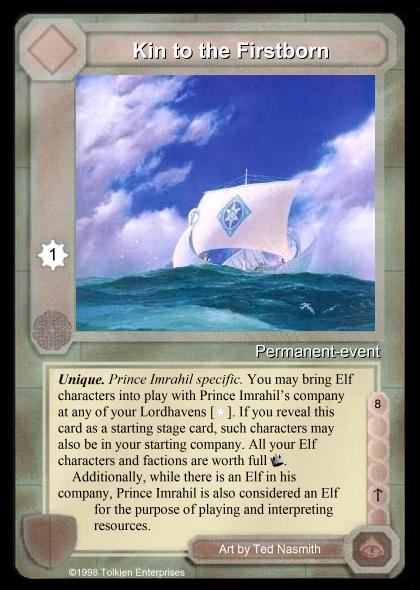 Kin to the Firstborn
1
Permanent-event
Unique. Prince Imrahil specific. You may bring Elf
characters into play with Prince Imrahil's company
at any of your Lordhavens [ ]. If you reveal this
card as a starting stage card, such characters may
also be in your starting company. All your Elf
characters and factions are worth full .
Additionally, while there is an Elf in his
company, Prince Imrahil is also considered an Elf
for the purpose of playing and interpreting
resources.
8
Art by Ted Nasmith
©1998 Tolkien Enterprises